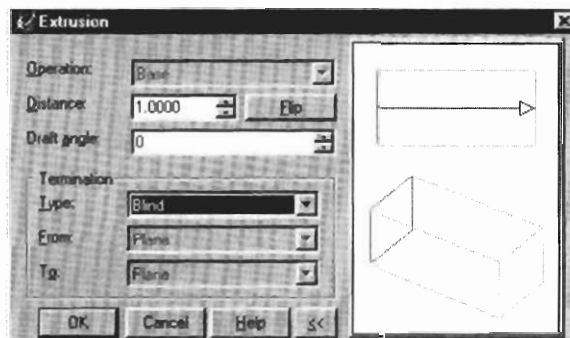 Extrusion
Operation: Base
Distance: 1.0000 Flip
Draft angle: 0
Termination
Type: Blind
From: Plane
To: Plane
OK Cancel Help <<